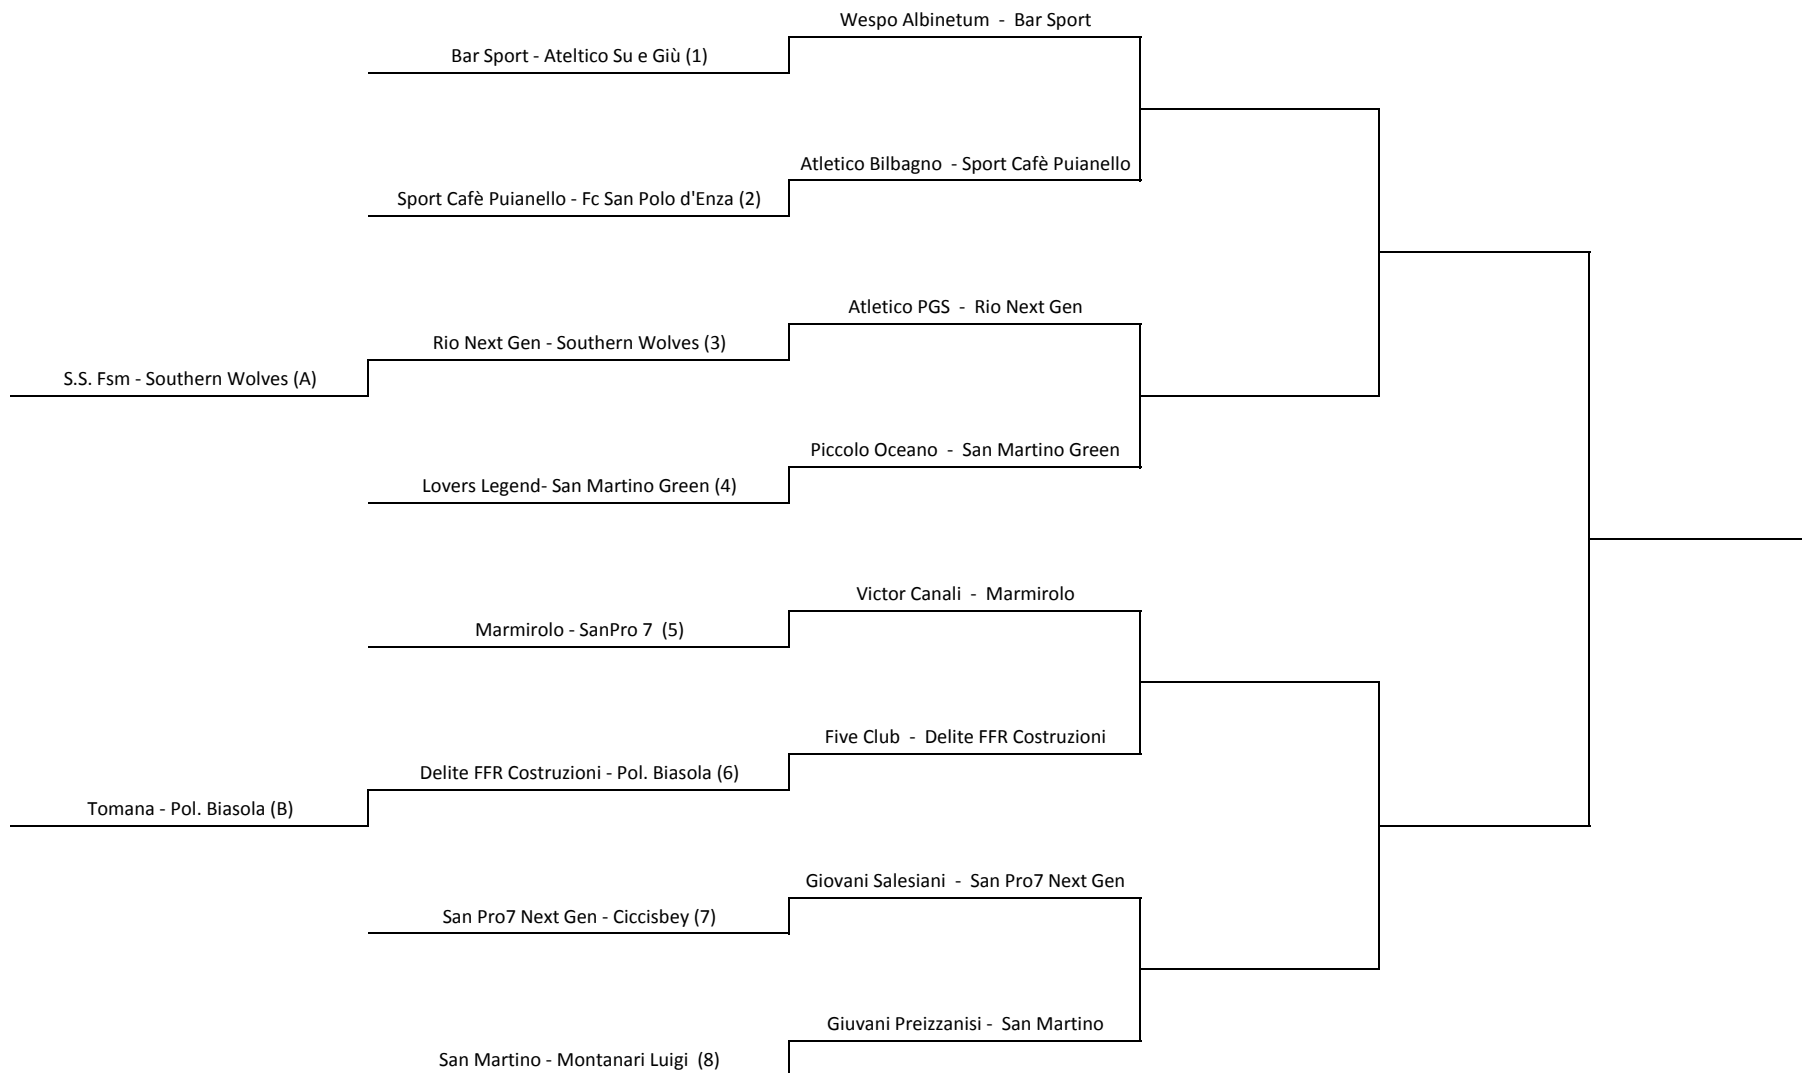 Wespo Albinetum - Bar Sport
Bar Sport - Ateltico Su e Giù (1)
Atletico Bilbagno - Sport Cafè Puianello
Sport Cafè Puianello - Fc San Polo d'Enza (2)
Atletico PGS - Rio Next Gen
Rio Next Gen - Southern Wolves (3)
S.S. Fsm - Southern Wolves (A)
Piccolo Oceano - San Martino Green
Lovers Legend- San Martino Green (4)
Victor Canali - Marmirolo
Marmirolo - SanPro 7 (5)
Five Club - Delite FFR Costruzioni
Delite FFR Costruzioni - Pol. Biasola (6)
Tomana - Pol. Biasola (B)
Giovani Salesiani - San Pro7 Next Gen
San Pro7 Next Gen - Ciccisbey (7)
Giuvani Preizzanisi - San Martino
San Martino - Montanari Luigi (8)